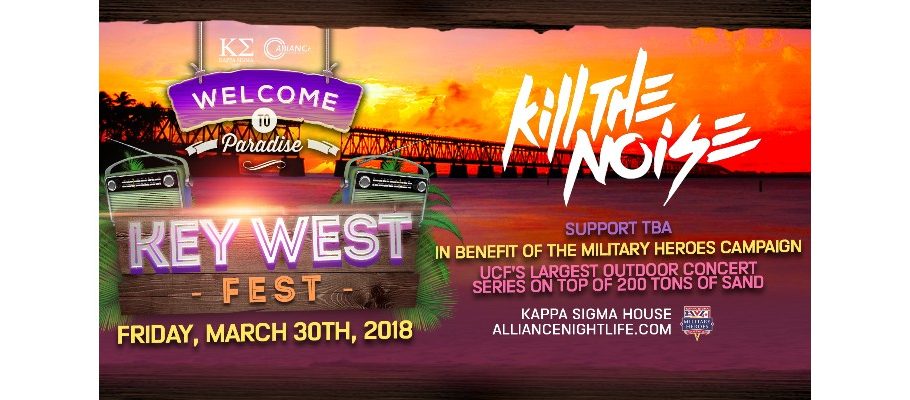 ΚΣ
KAPPA SIGMA
ALLIANCE
WELCOME
TO
Paradise
KEY WEST
- FEST -
FRIDAY, MARCH 30TH, 2018
Kill THE
NOISE
SUPPORT TBA
IN BENEFIT OF THE MILITARY HEROES CAMPAIGN
UCF'S LARGEST OUTDOOR CONCERT
SERIES ON TOP OF 200 TONS OF SAND
KAPPA SIGMA HOUSE
ALLIANCENIGHTLIFE.COM
MILITARY
HEROES